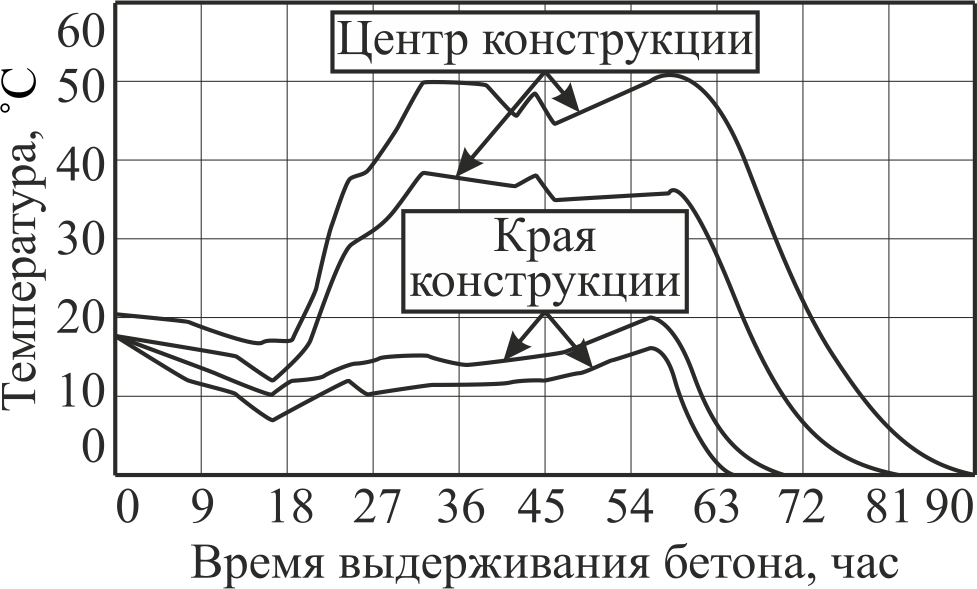 Центр конструкции
Края
конструкции
Температура, °С
60
50
40
30
20
10
0
0 9 18 27 36 45 54 63 72 81 90
Время выдерживания бетона, час